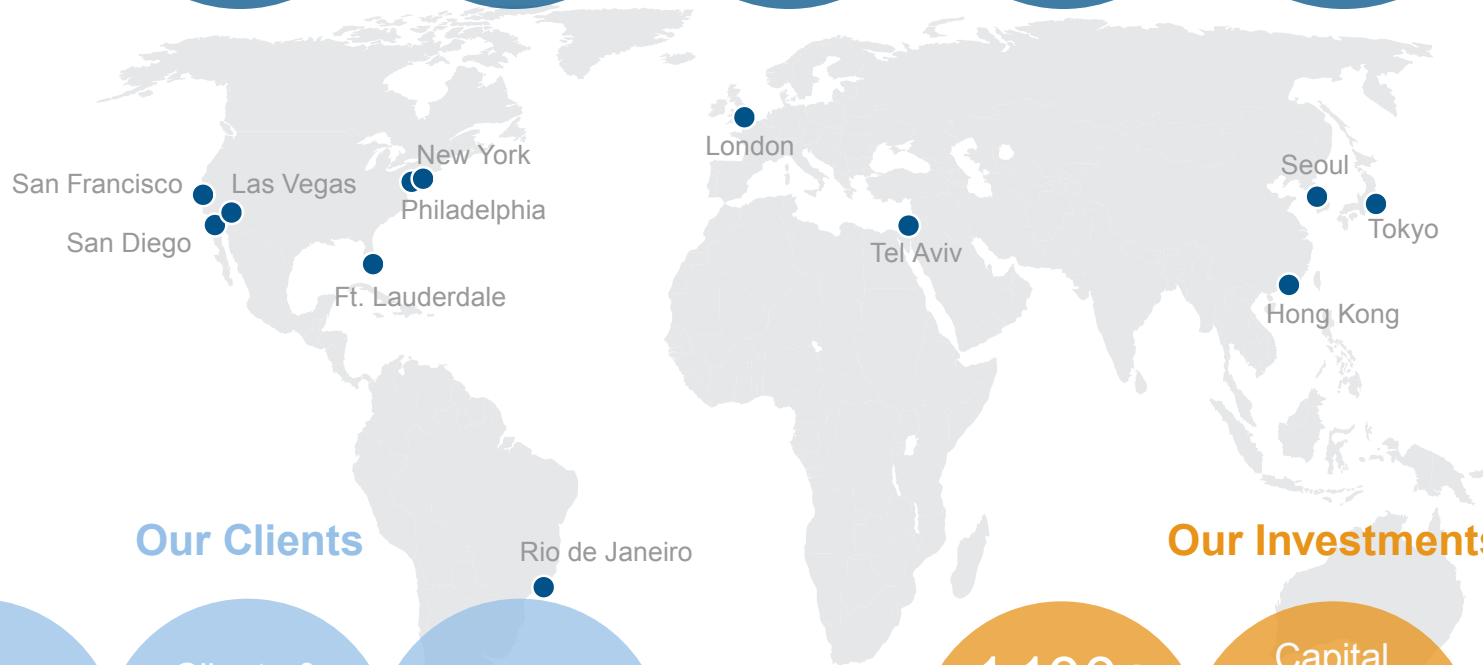 New York
London
Seoul
San Francisco
Las Vegas
Philadelphia
San Diego
Tokyo
Tel Aviv
Ft. Lauderdale
Hong Kong
Our Clients
Our Investments
Rio de Janeiro
Capital